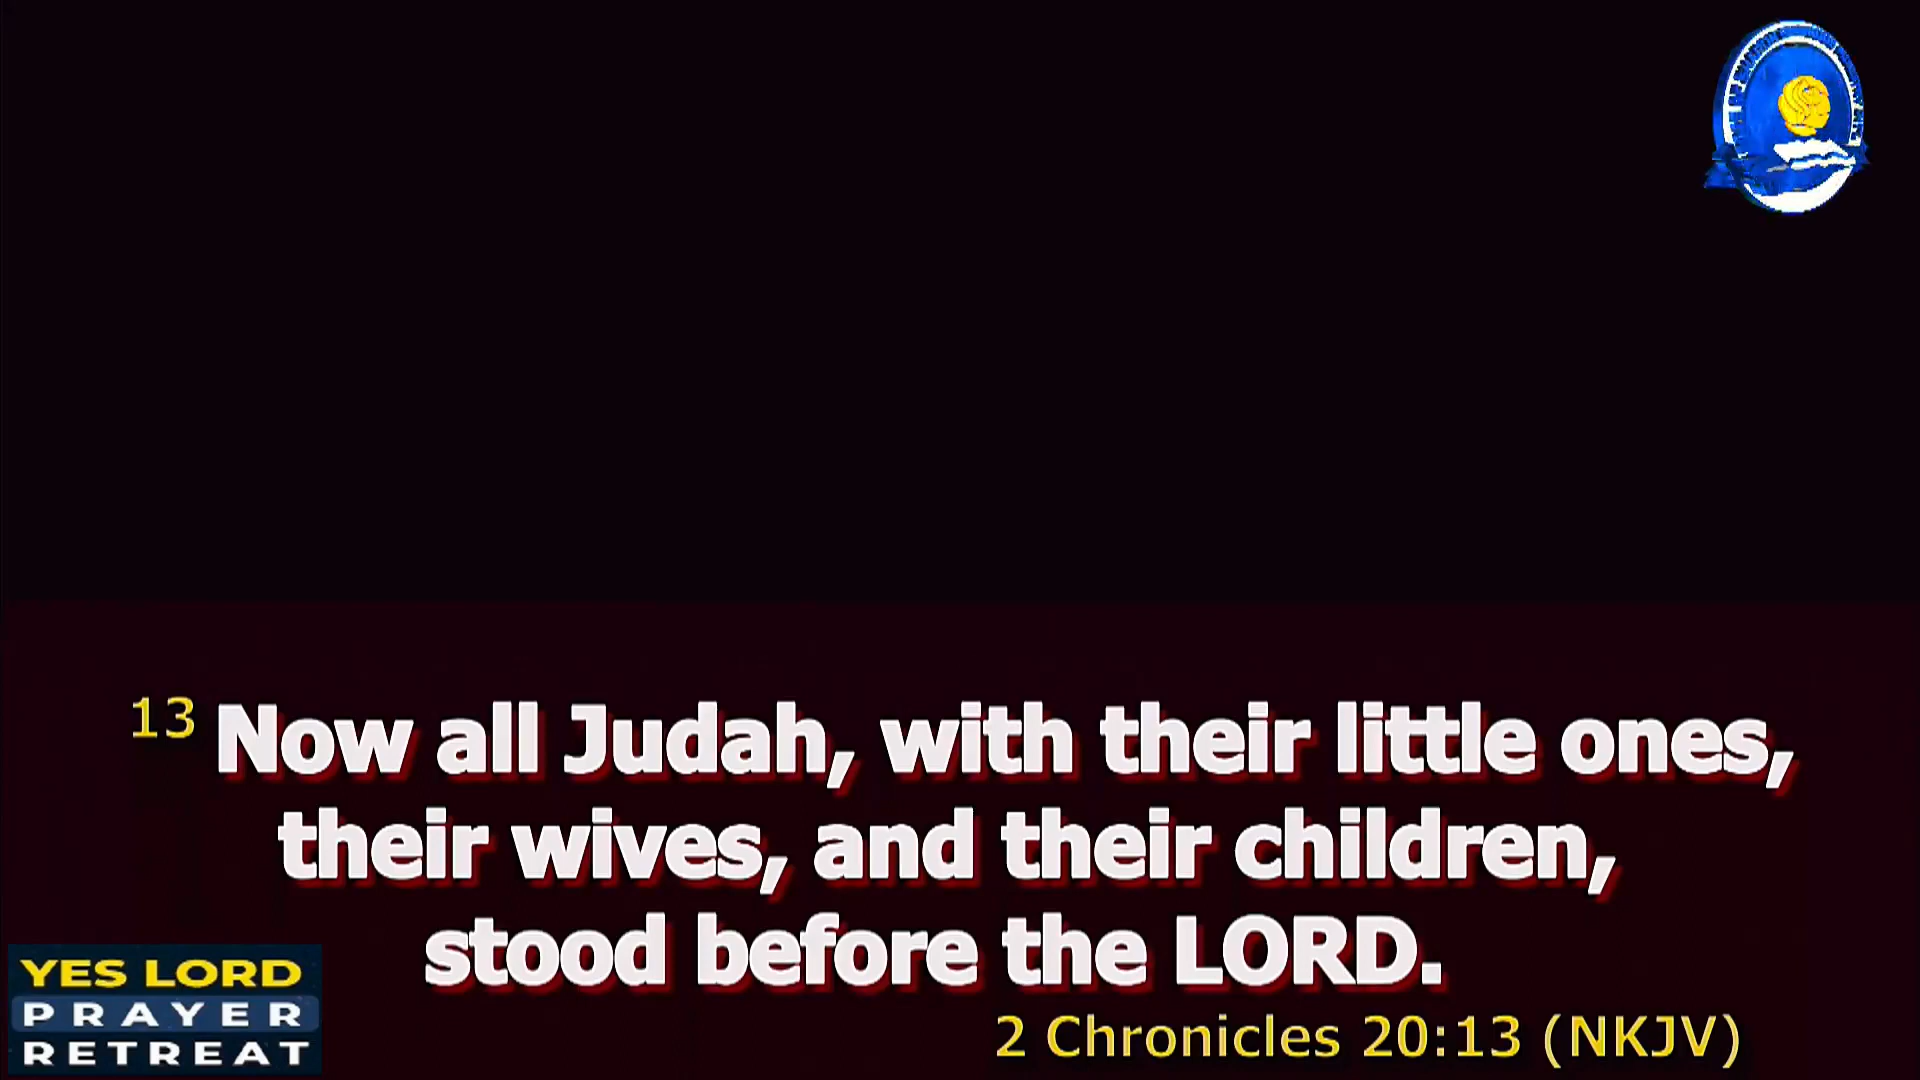 13 Now all Judah, with their little ones,
their wives, and their children,
stood before the LORD.
2 Chronicles 20:13 (NKJV)
YES LORD
PRAYER
RETREAT